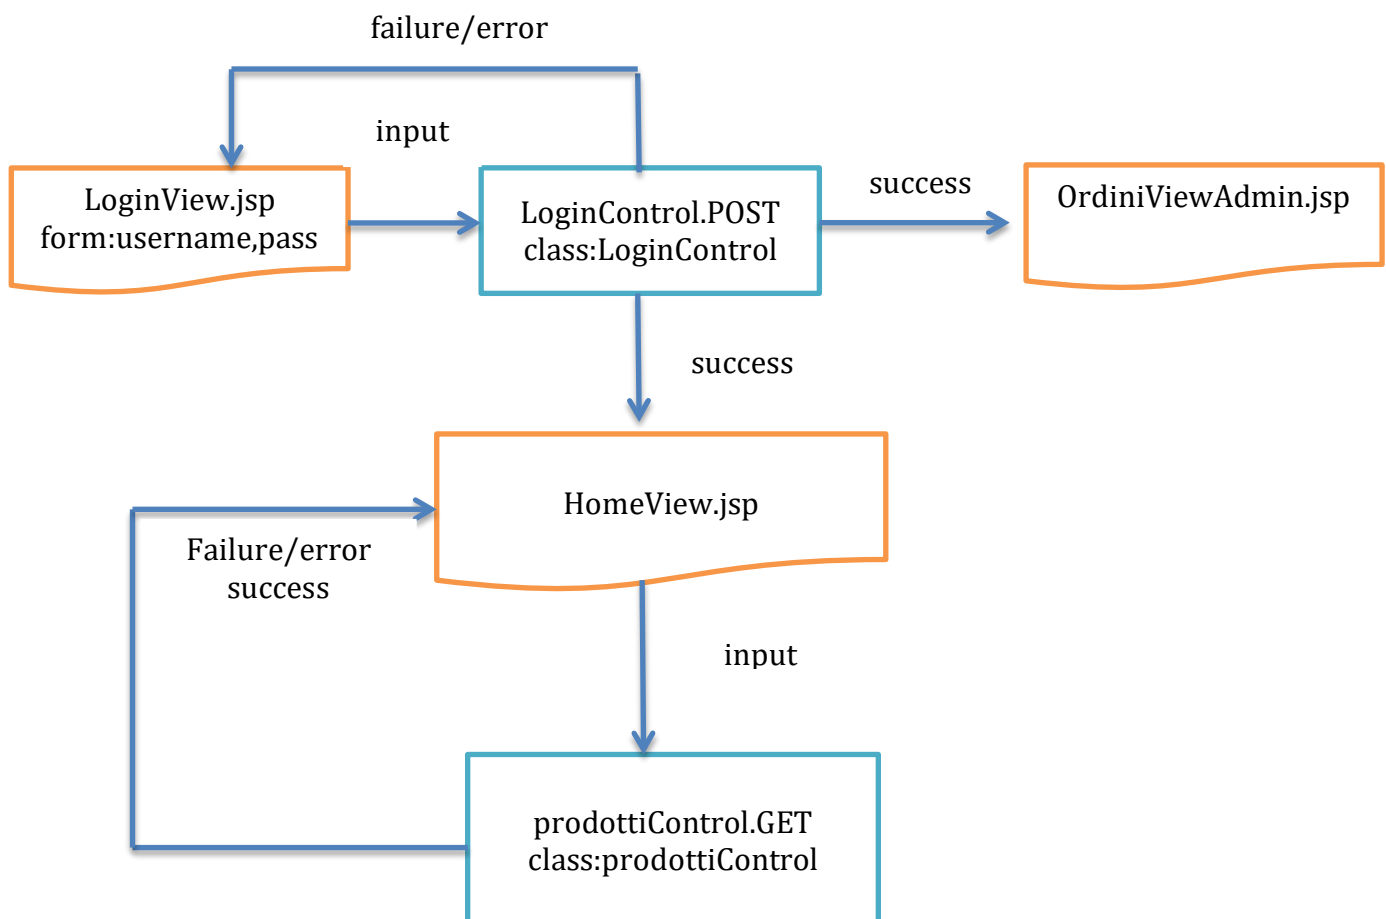 failure/error
input
LoginView.jsp
form:username,pass
LoginControl.POST
class:LoginControl
success
OrdiniViewAdmin.jsp
success
HomeView.jsp
Failure/error
success
input
prodottiControl.GET
class:prodottiControl